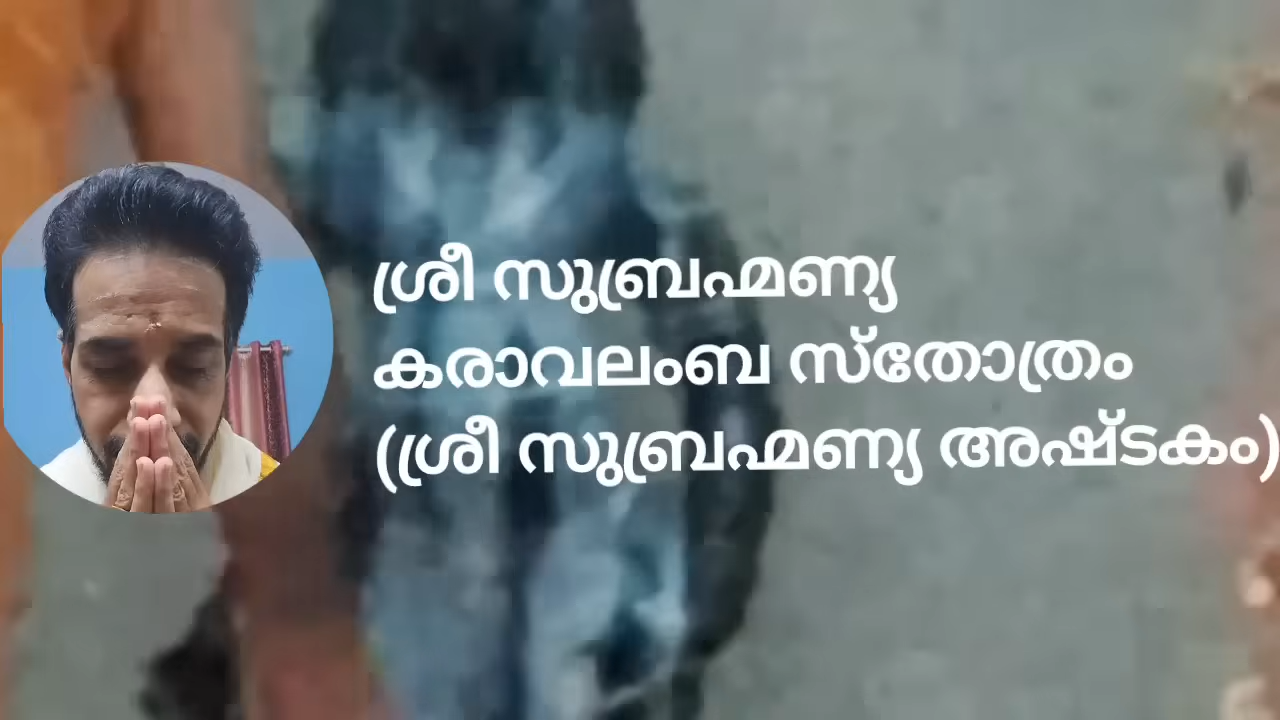 ശ്രീ സുബ്രഹ്മണ്യ
കരാവലംബ സ്തോത്രം
(ശ്രീ സുബ്രഹ്മണ്യ അഷ്ടകം)